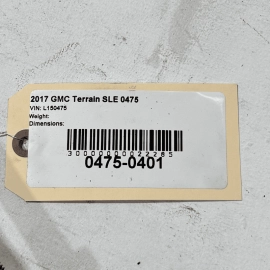 2017 GMC Terrain SLE 0475
VIN: L150475
Weight:
Dimensions:
3000000022285
0475-0401